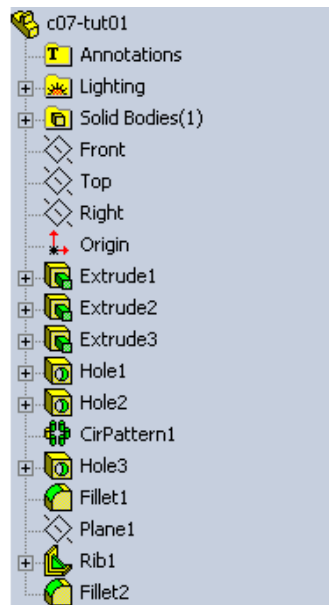 c07-tut01
Annotations
Lighting
Solid Bodies(1)
Front
Top
Right
Origin
Extrude1
Extrude2
Extrude3
Hole1
Hole2
CirPattern1
Hole3
Fillet1
Plane1
Rib1
Fillet2